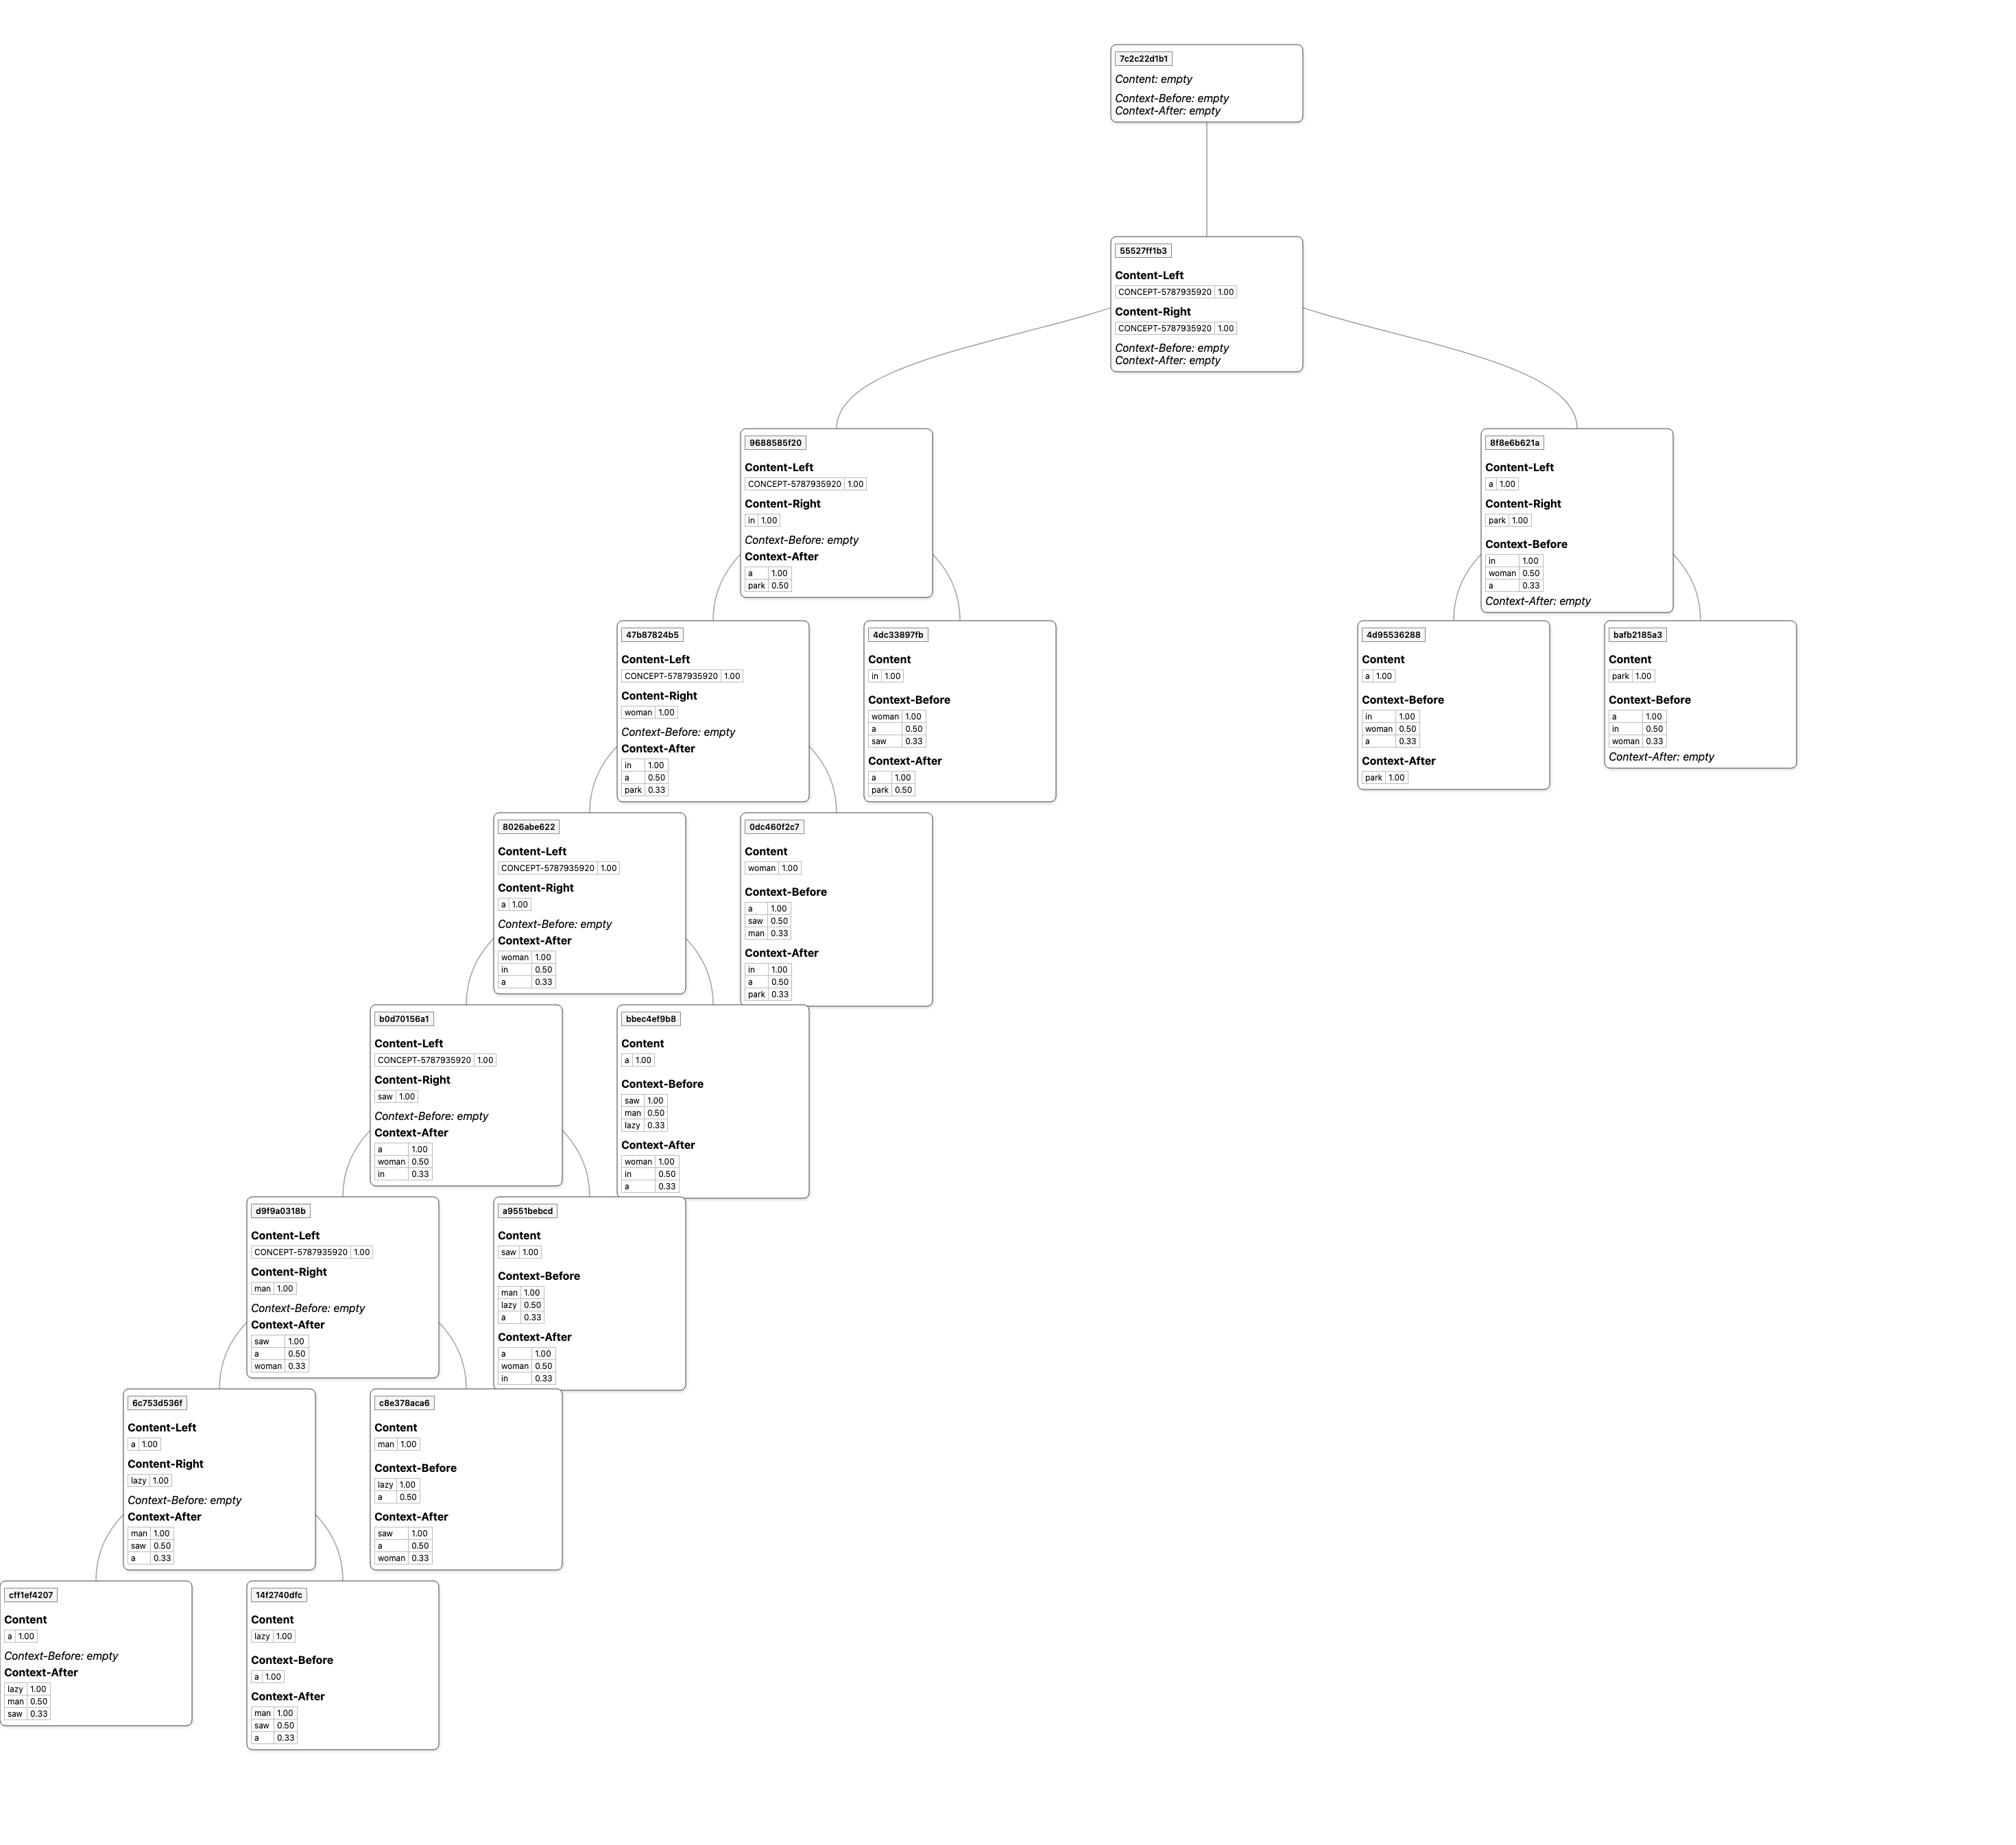 7c2c22d1b1
Content: empty
Context-Before: empty
Context-After: empty
55527ff1b3
Content-Left
CONCEPT-5787935920 1.00
Content-Right
CONCEPT-5787935920 1.00
Context-Before: empty
Context-After: empty
9688585f20
Content-Left
CONCEPT-5787935920 1.00
Content-Right
in 1.00
Context-Before: empty
Context-After
a 1.00
park 0.50
8f8e6b621a
Content-Left
a 1.00
Content-Right
park 1.00
Context-Before
in 1.00
woman 0.50
a 0.33
Context-After: empty
47b87824b5
Content-Left
CONCEPT-5787935920 1.00
Content-Right
woman 1.00
Context-Before: empty
Context-After
in 1.00
a 0.50
park 0.33
4dc33897fb
Content
in 1.00
Context-Before
woman 1.00
a 0.50
saw 0.33
Context-After
a 1.00
park 0.50
4d95536288
Content
a 1.00
Context-Before
in 1.00
woman 0.50
a 0.33
Context-After
park 1.00
bafb2185a3
Content
park 1.00
Context-Before
a 1.00
in 0.50
woman 0.33
Context-After: empty
8026abe622
Content-Left
CONCEPT-5787935920 1.00
Content-Right
a 1.00
Context-Before: empty
Context-After
woman 1.00
in 0.50
a 0.33
0dc460f2c7
Content
woman 1.00
Context-Before
a 1.00
saw 0.50
man 0.33
Context-After
in 1.00
a 0.50
park 0.33
b0d70156a1
Content-Left
CONCEPT-5787935920 1.00
Content-Right
saw 1.00
Context-Before: empty
Context-After
a 1.00
woman 0.50
in 0.33
bbec4ef9b8
Content
a 1.00
Context-Before
saw 1.00
man 0.50
lazy 0.33
Context-After
woman 1.00
in 0.50
a 0.33
d9f9a0318b
Content-Left
CONCEPT-5787935920 1.00
Content-Right
man 1.00
Context-Before: empty
Context-After
saw 1.00
a 0.50
woman 0.33
a9551bebcd
Content
saw 1.00
Context-Before
man 1.00
lazy 0.50
a 0.33
Context-After
a 1.00
woman 0.50
in 0.33
6c753d536f
Content-Left
a 1.00
Content-Right
lazy 1.00
Context-Before: empty
Context-After
man 1.00
saw 0.50
a 0.33
c8e378aca6
Content
man 1.00
Context-Before
lazy 1.00
a 0.50
Context-After
saw 1.00
a 0.50
woman 0.33
cff1ef4207
Content
a 1.00
Context-Before: empty
Context-After
lazy 1.00
man 0.50
saw 0.33
14f2740dfc
Content
lazy 1.00
Context-Before
a 1.00
Context-After
man 1.00
saw 0.50
a 0.33